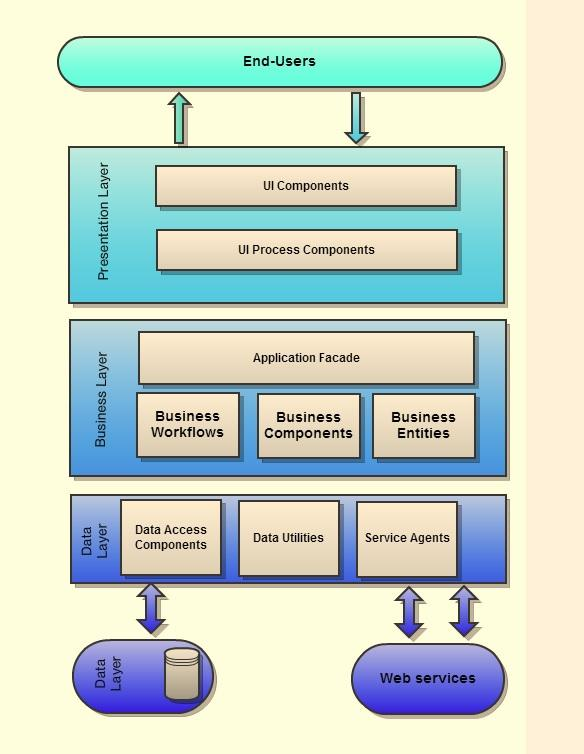 End-Users
Presentation Layer
UI Components
UI Process Components
Business Layer
Application Facade
Business
Workflows
Business
Components
Business
Entities
Data
Layer
Data Access
Components
Data Utilities
Service Agents
Data
Layer
Web services